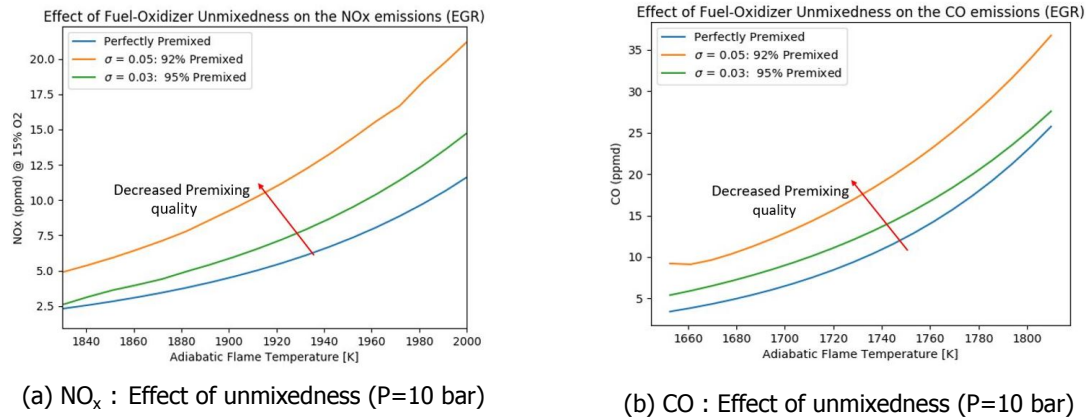 Effect of Fuel-Oxidizer Unmixedness on the NOx emissions (EGR)
Perfectly Premixed
σ = 0.05: 92% Premixed
σ = 0.03:  95% Premixed
20.0
17.5
15.0
12.5
10.0
7.5
5.0
2.5
NOx (ppmd) @ 15% O2
Decreased Premixing
quality
1840 1860 1880 1900 1920 1940 1960 1980 2000
Adiabatic Flame Temperature [K]
(a) NOx : Effect of unmixedness (P=10 bar)
Effect of Fuel-Oxidizer Unmixedness on the CO emissions (EGR)
Perfectly Premixed
σ = 0.05: 92% Premixed
σ = 0.03:  95% Premixed
35
30
25
20
15
10
5
CO (ppmd)
Decreased Premixing
quality
1660 1680 1700 1720 1740 1760 1780 1800
Adiabatic Flame Temperature [K]
(b) CO : Effect of unmixedness (P=10 bar)